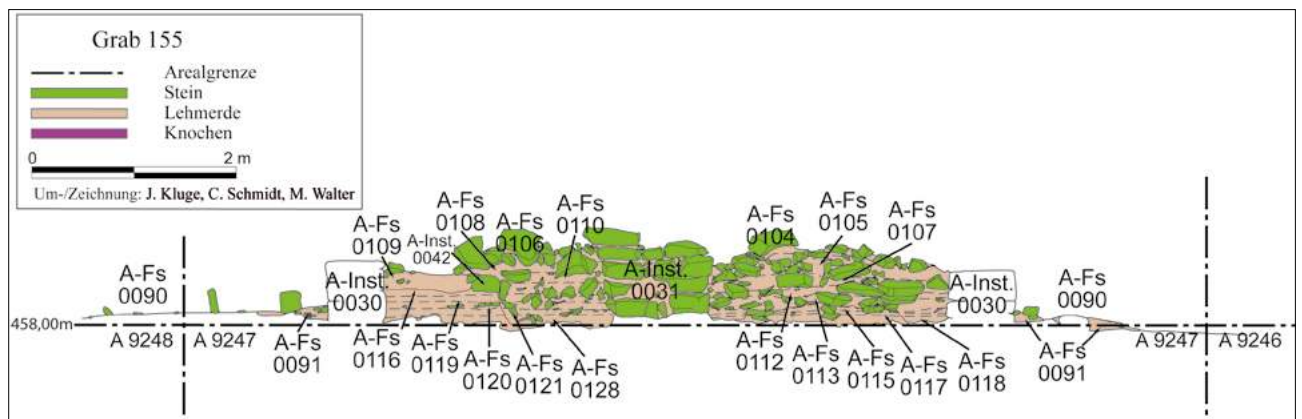 Grab 155
Arealgrenze
Stein
Lehmerde
Knochen
0 2 m
Um-/Zeichnung: J. Kluge, C. Schmidt, M. Walter
A-Fs
0090
A-Inst.
0030
A-Fs
0109
A-Inst.
0042
A-Fs
0108
A-Fs
0106
A-Fs
0110
A-Inst.
0031
A-Fs
0104
A-Fs
0105
A-Fs
0107
A-Inst.
0030
A-Fs
0090
458,00m
A 9248
A 9247
A-Fs
0091
A-Fs
0116
A-Fs
0119
A-Fs
0120
A-Fs
0121
A-Fs
0128
A-Fs
0112
A-Fs
0113
A-Fs
0115
A-Fs
0117
A-Fs
0118
A-Fs
0091
A 9247
A 9246